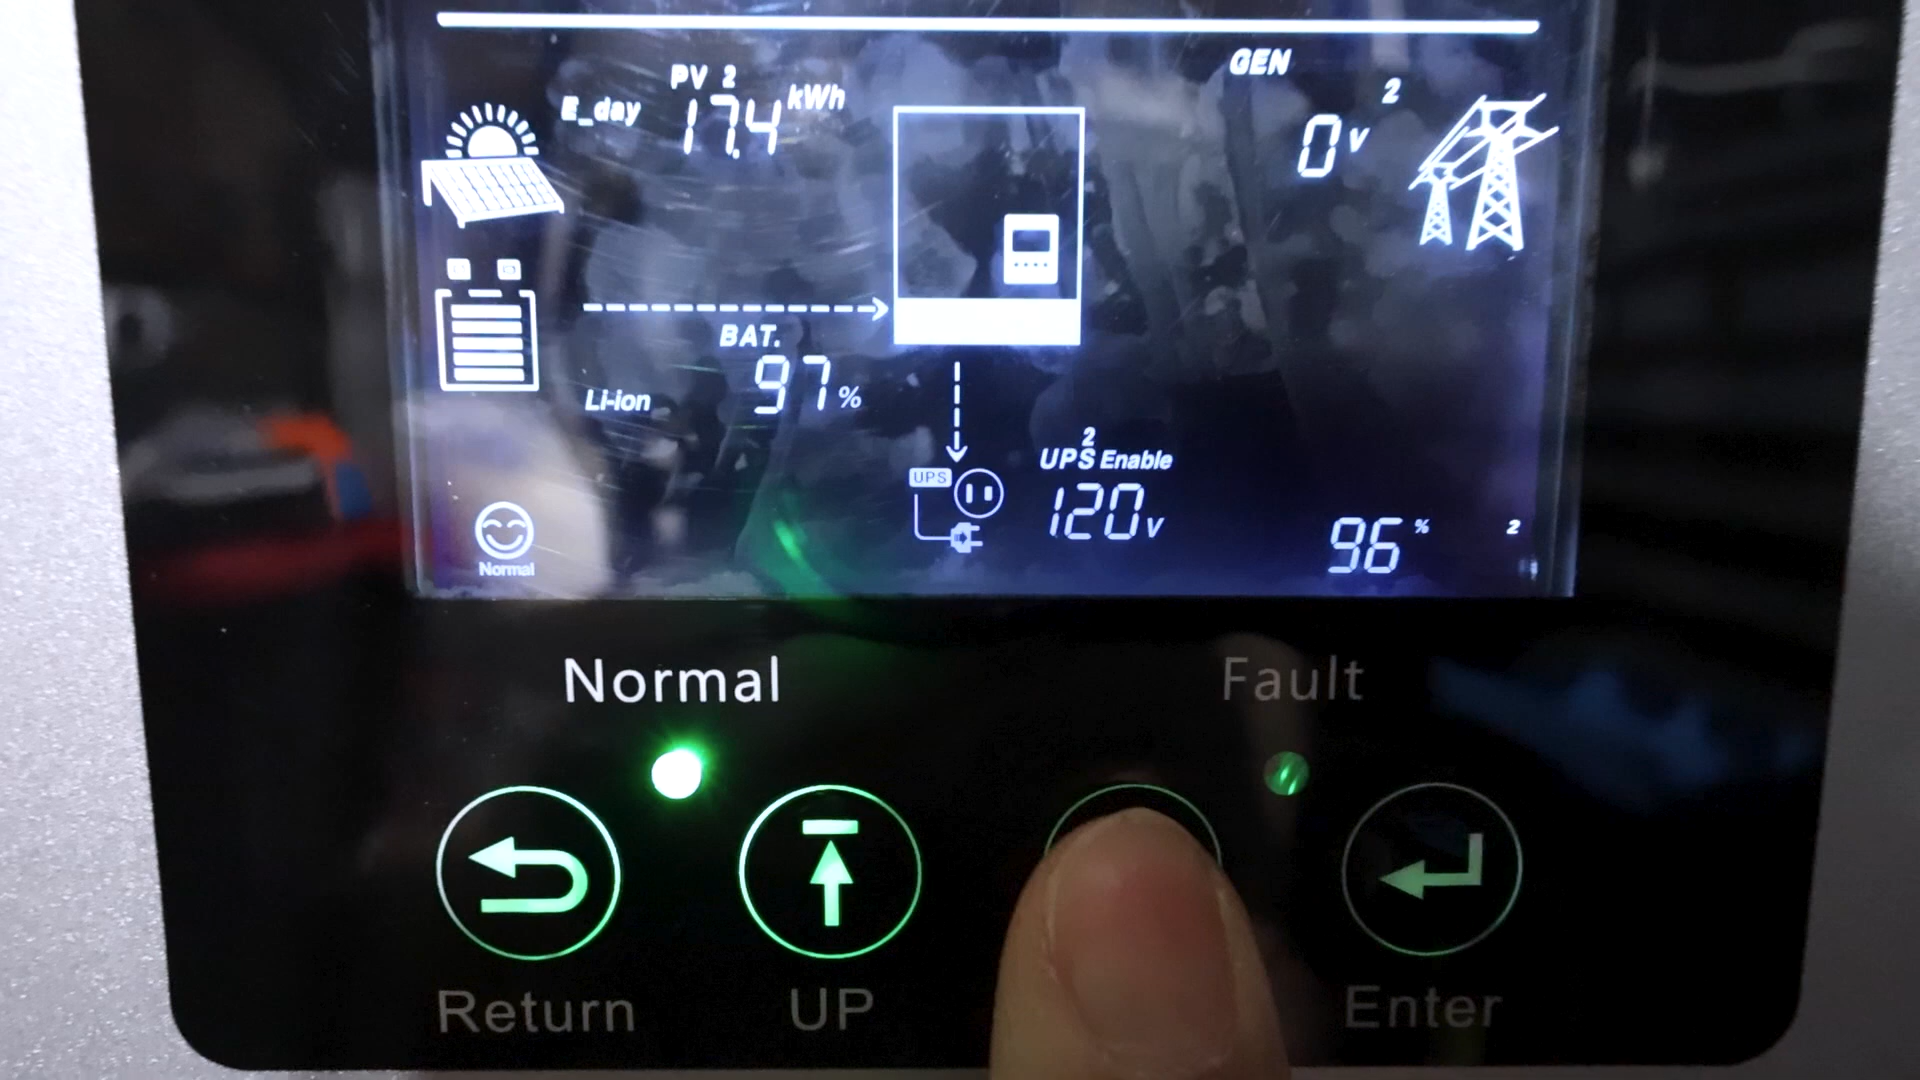 PV 2
E_day 17.4 kWh
GEN
2
0 V
BAT.
Li-ion 97 %
2
UPS UPS Enable
120 V
96 % 2
Normal
Normal Fault
Return UP Enter